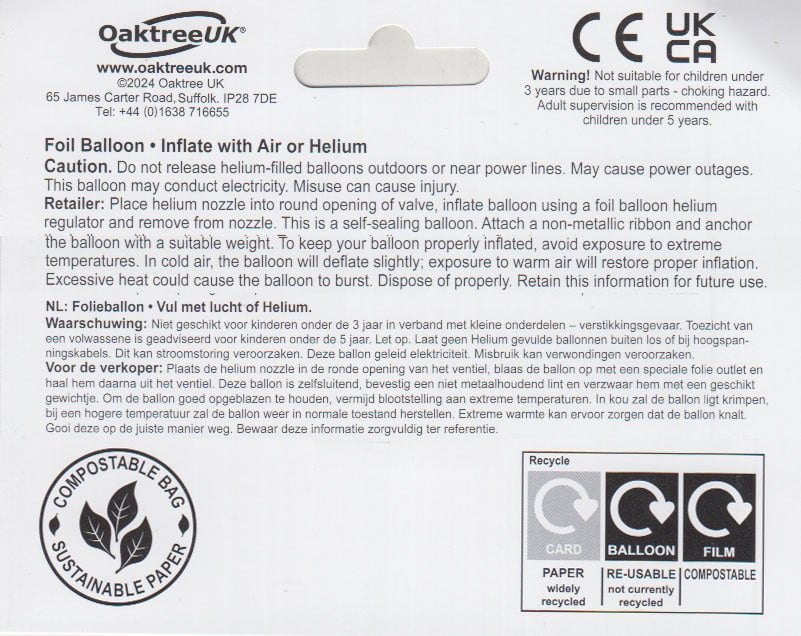 OaktreeUK®
www.oaktreeuk.com
©2024 Oaktree UK
65 James Carter Road, Suffolk. IP28 7DE
Tel: +44 (0)1638 716655
CE UK CA
Warning! Not suitable for children under
3 years due to small parts - choking hazard.
Adult supervision is recommended with
children under 5 years.
Foil Balloon • Inflate with Air or Helium
Caution. Do not release helium-filled balloons outdoors or near power lines. May cause power outages.
This balloon may conduct electricity. Misuse can cause injury.
Retailer: Place helium nozzle into round opening of valve, inflate balloon using a foil balloon helium
regulator and remove from nozzle. This is a self-sealing balloon. Attach a non-metallic ribbon and anchor
the balloon with a suitable weight. To keep your balloon properly inflated, avoid exposure to extreme
temperatures. In cold air, the balloon will deflate slightly; exposure to warm air will restore proper inflation.
Excessive heat could cause the balloon to burst. Dispose of properly. Retain this information for future use.
NL: Folieballon • Vul met lucht of Helium.
Waarschuwing: Niet geschikt voor kinderen onder de 3 jaar in verband met kleine onderdelen – verstikkingsgevaar. Toezicht van
een volwassene is geadviseerd voor kinderen onder de 5 jaar. Let op. Laat geen Helium gevulde ballonnen buiten los of bij hoogspan-
ningskabels. Dit kan stroomstoring veroorzaken. Deze ballon geleid elektriciteit. Misbruik kan verwondingen veroorzaken.
Voor de verkoper: Plaats de helium nozzle in de ronde opening van het ventiel, blaas de ballon op met een speciale folie outlet en
haal hem daarna uit het ventiel. Deze ballon is zelfsluitend, bevestig een niet metaalhoudend lint en verzwaar hem met een geschikt
gewichtje. Om de ballon goed opgeblazen te houden, vermijd blootstelling aan extreme temperaturen. In kou zal de ballon ligt krimpen,
bij een hogere temperatuur zal de ballon weer in normale toestand herstellen. Extreme warmte kan ervoor zorgen dat de ballon knalt.
Gooi deze op de juiste manier weg. Bewaar deze informatie zorgvuldig ter referentie.
COMPOSTABLE BAG
SUSTAINABLE PAPER
Recycle
CARD BALLOON FILM
PAPER RE-USABLE COMPOSTABLE
widely not currently
recycled recycled